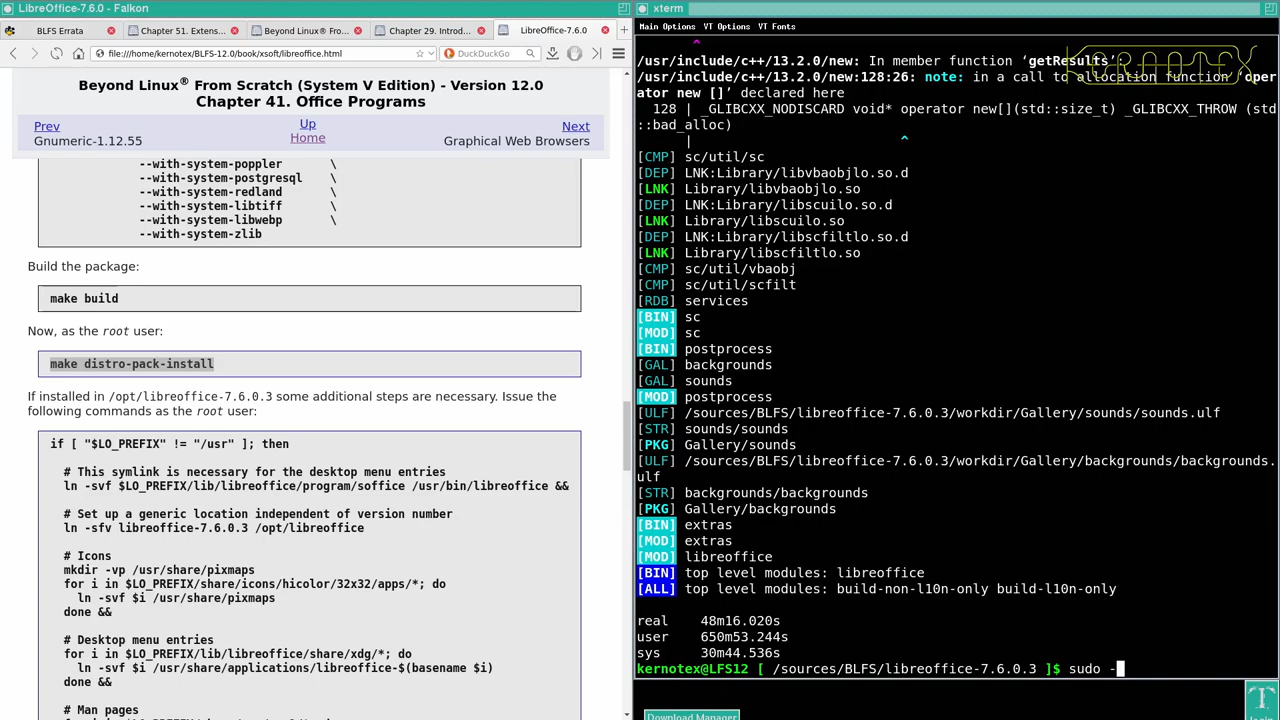 LibreOffice-7.6.0 - Falkon
BLFS Errata
Chapter 51. Extens...
Beyond Linux® Fro...
Chapter 29. Introd...
LibreOffice-7.6.0
file:///home/kernotex/BLFS-12.0/book/xsoft/libreoffice.html
DuckDuckGo
Beyond Linux® From Scratch (System V Edition) - Version 12.0
Chapter 41. Office Programs
Prev
Up
Next
Gnumeric-1.12.55
Home
Graphical Web Browsers
--with-system-poppler \
--with-system-postgresql \
--with-system-redland \
--with-system-libtiff \
--with-system-libwebp \
--with-system-zlib
Build the package:
make build
Now, as the root user:
make distro-pack-install
If installed in /opt/libreoffice-7.6.0.3 some additional steps are necessary. Issue the
following commands as the root user:
if [ "$LO_PREFIX" != "/usr" ]; then
# This symlink is necessary for the desktop menu entries
ln -svf $LO_PREFIX/lib/libreoffice/program/soffice /usr/bin/libreoffice &&
# Set up a generic location independent of version number
ln -sfv libreoffice-7.6.0.3 /opt/libreoffice
# Icons
mkdir -vp /usr/share/pixmaps
for i in $LO_PREFIX/share/icons/hicolor/32x32/apps/*; do
ln -svf $i /usr/share/pixmaps
done &&
# Desktop menu entries
for i in $LO_PREFIX/lib/libreoffice/share/xdg/*; do
ln -svf $i /usr/share/applications/libreoffice-$(basename $i)
done &&
# Man pages
xterm
Main Options VT Options VT Fonts
KERNOTEX
^
/usr/include/c++/13.2.0/new: In member function ‘getResults’:
/usr/include/c++/13.2.0/new:128:26: note: in a call to allocation function ‘oper
ator new []’ declared here
128 | _GLIBCXX_NODISCARD void* operator new[](std::size_t) _GLIBCXX_THROW (std
::bad_alloc)
| ^
[CMP] sc/util/sc
[DEP] LNK:Library/libvbaobjlo.so.d
[LNK] Library/libvbaobjlo.so
[DEP] LNK:Library/libscuilo.so.d
[LNK] Library/libscuilo.so
[DEP] LNK:Library/libscfiltlo.so.d
[LNK] Library/libscfiltlo.so
[CMP] sc/util/vbaobj
[CMP] sc/util/scfilt
[RDB] services
[BIN] sc
[MOD] sc
[BIN] postprocess
[GAL] backgrounds
[GAL] sounds
[MOD] postprocess
[ULF] /sources/BLFS/libreoffice-7.6.0.3/workdir/Gallery/sounds/sounds.ulf
[STR] sounds/sounds
[PKG] Gallery/sounds
[ULF] /sources/BLFS/libreoffice-7.6.0.3/workdir/Gallery/backgrounds/backgrounds.
ulf
[STR] backgrounds/backgrounds
[PKG] Gallery/backgrounds
[BIN] extras
[MOD] extras
[MOD] libreoffice
[BIN] top level modules: libreoffice
[ALL] top level modules: build-non-l10n-only build-l10n-only
real 48m16.020s
user 650m53.244s
sys 30m44.536s
kernotex@LFS12 [ /sources/BLFS/libreoffice-7.6.0.3 ]$ sudo -
Download Manager